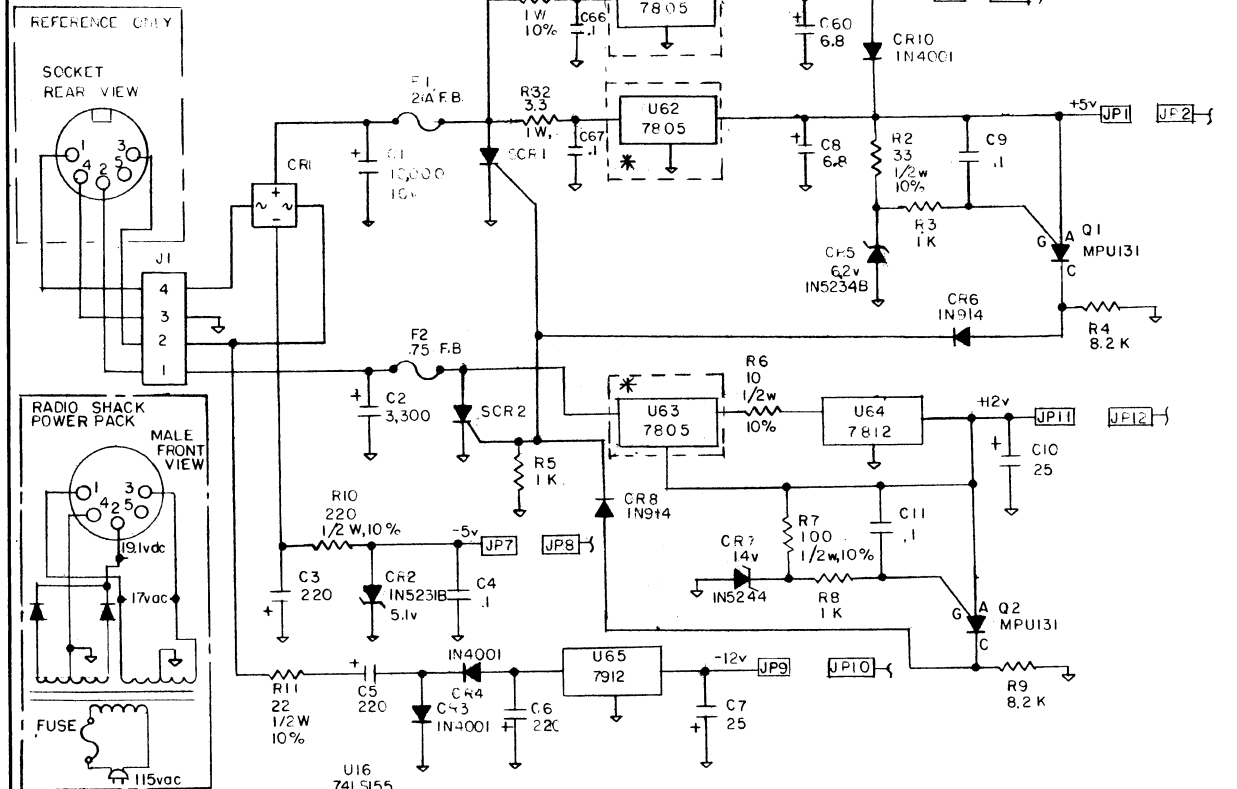 REFERENCE ONLY
SOCKET
REAR VIEW
1
3
4
2
5
J1
4
3
2
1
CR1
+
~
~
-
F1
2A F.B.
+
C1
10,000
1W
10%
C66
.1
7805
+
C60
6.8
CR10
1N4001
R32
3.3
1W,
C67
.1
SCR1
U62
7805
*
+
C8
6.8
R2
33
1/2W
10%
C9
.1
+5v
JP1
JP2
R3
1K
CR5
6.2v
1N5234B
G
A
C
Q1
MPU131
CR6
1N914
R4
8.2K
F2
.75 F.B
+
C2
3,300
SCR2
R5
1K
*
U63
7805
R6
10
1/2W
10%
U64
7812
+12v
JP11
JP12
+
C10
25
CR8
1N914
R7
100
1/2W,10%
C11
.1
CR7
14v
1N5244
R8
1K
G
A
C
Q2
MPU131
R9
8.2K
R10
220
1/2 W,10%
-5v
JP7
JP8
+
C3
220
CR2
1N5231B
5.1v
C4
.1
R11
22
1/2W
10%
+
C5
220
1N4001
CR4
CR3
1N4001
+
C6
220
U65
7912
-12v
JP9
JP10
+
C7
25
U16
74LS155
RADIO SHACK
POWER PACK
MALE
FRONT
VIEW
1
3
4
2
5
19.1vdc
17vac
FUSE
115vac